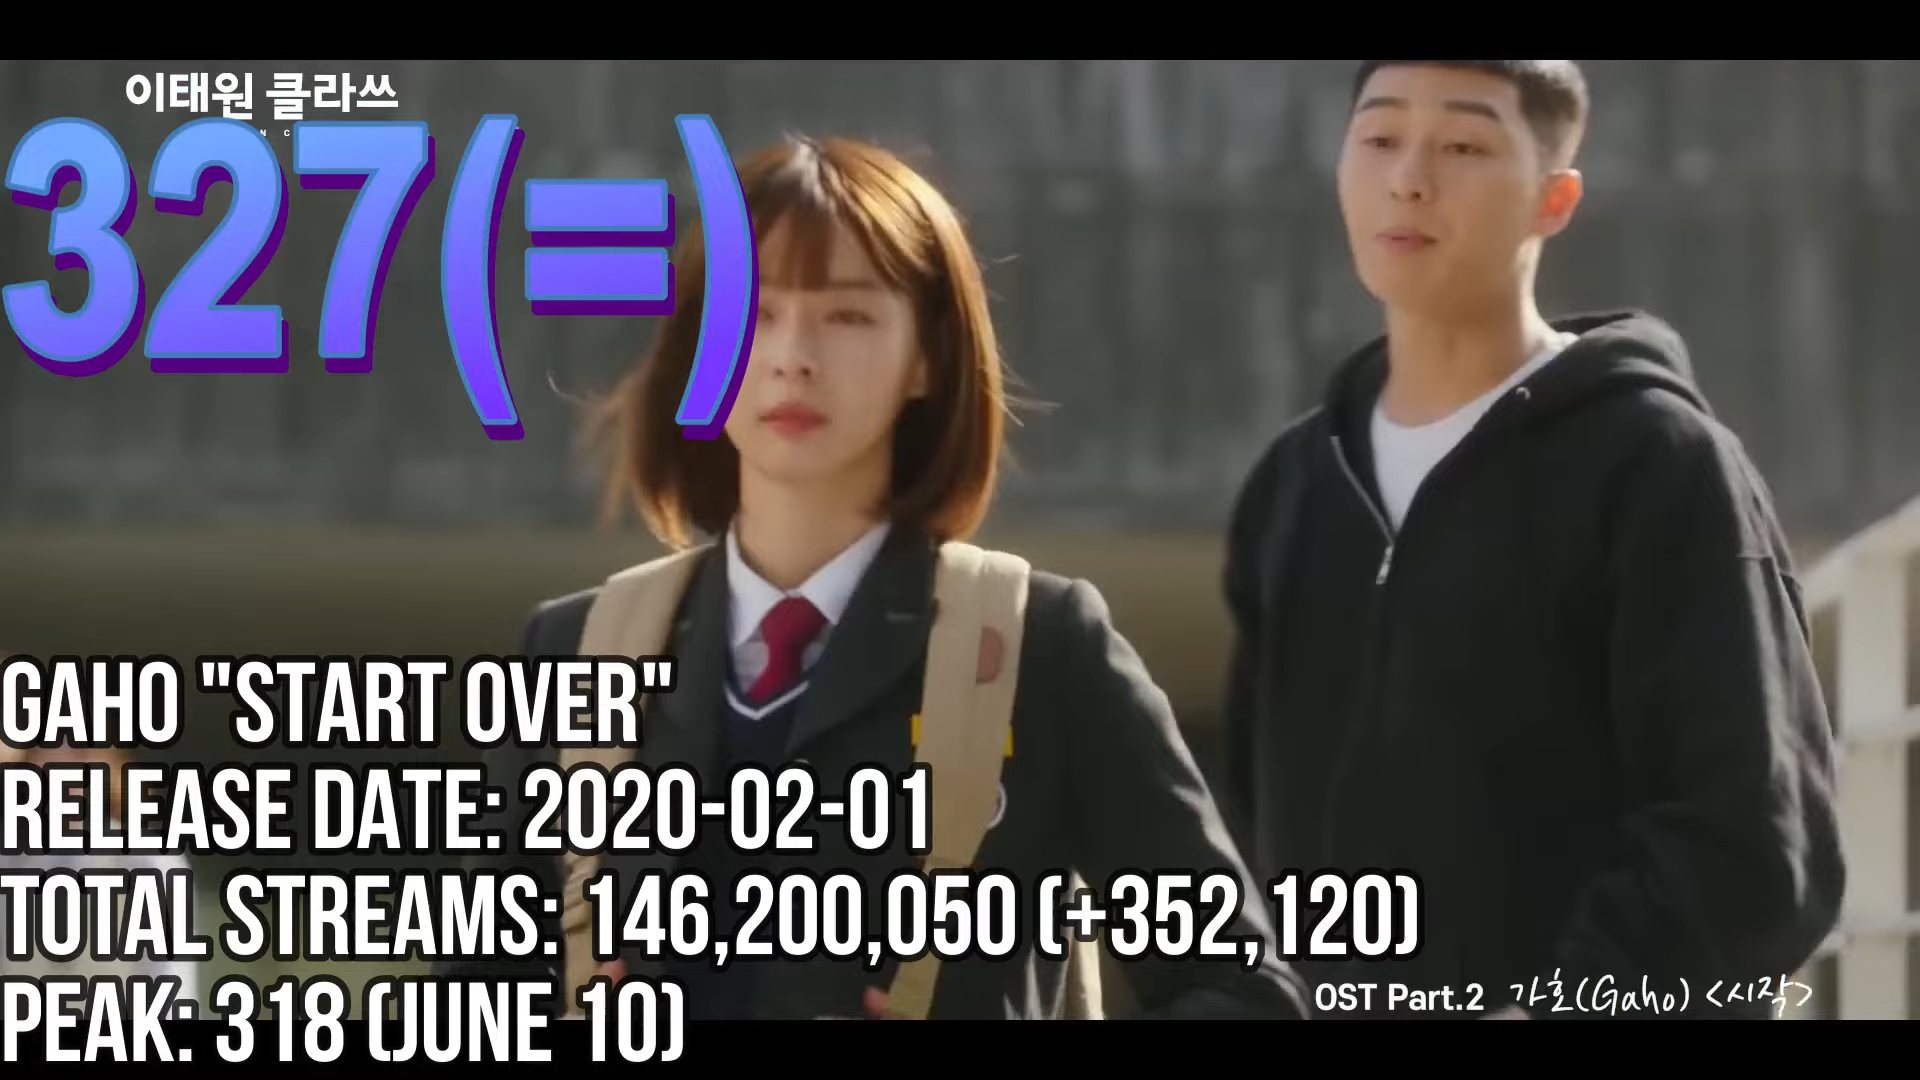 이태원 클라쓰
327(=)
GAHO "START OVER"
RELEASE DATE: 2020-02-01
TOTAL STREAMS: 146,200,050 (+352,120)
PEAK: 318 (JUNE 10)
OST Part.2 가호(Gaho) <시작>